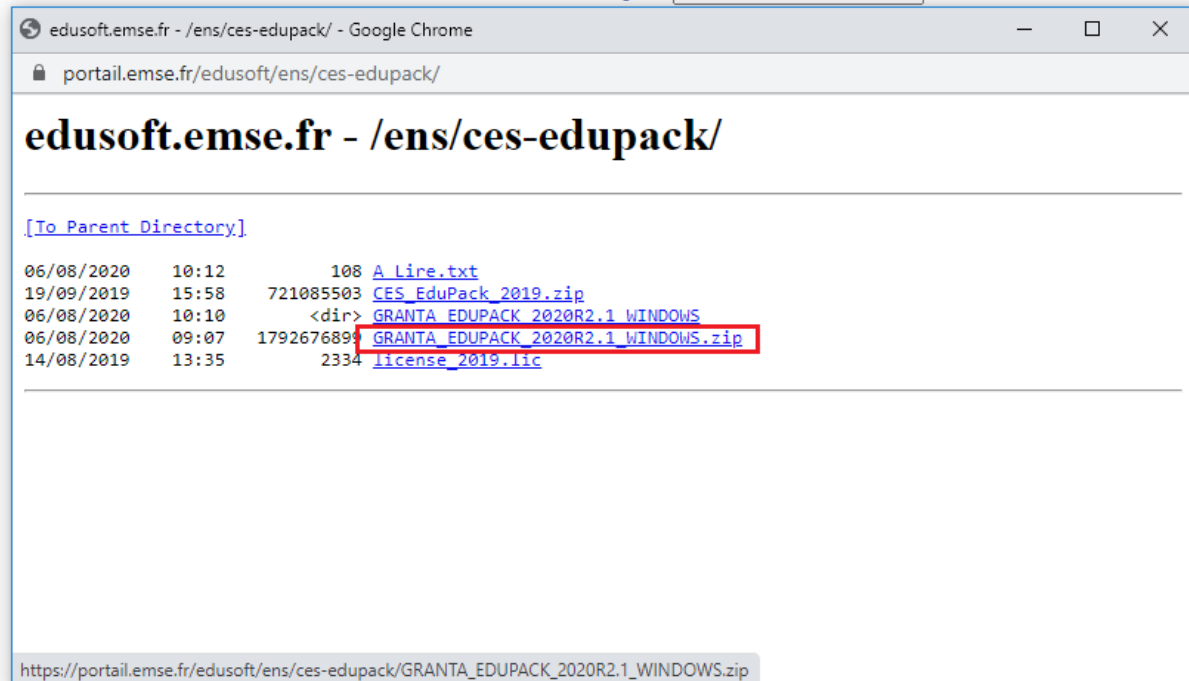 edusoft.emse.fr - /ens/ces-edupack/ - Google Chrome
portail.emse.fr/edusoft/ens/ces-edupack/
edusoft.emse.fr - /ens/ces-edupack/
[To Parent Directory]
06/08/2020 10:12 108 A Lire.txt
19/09/2019 15:58 721085503 CES_EduPack_2019.zip
06/08/2020 10:10 <dir> GRANTA_EDUPACK_2020R2.1_WINDOWS
06/08/2020 09:07 1792676899 GRANTA_EDUPACK_2020R2.1_WINDOWS.zip
14/08/2019 13:35 2334 license_2019.lic
https://portail.emse.fr/edusoft/ens/ces-edupack/GRANTA_EDUPACK_2020R2.1_WINDOWS.zip